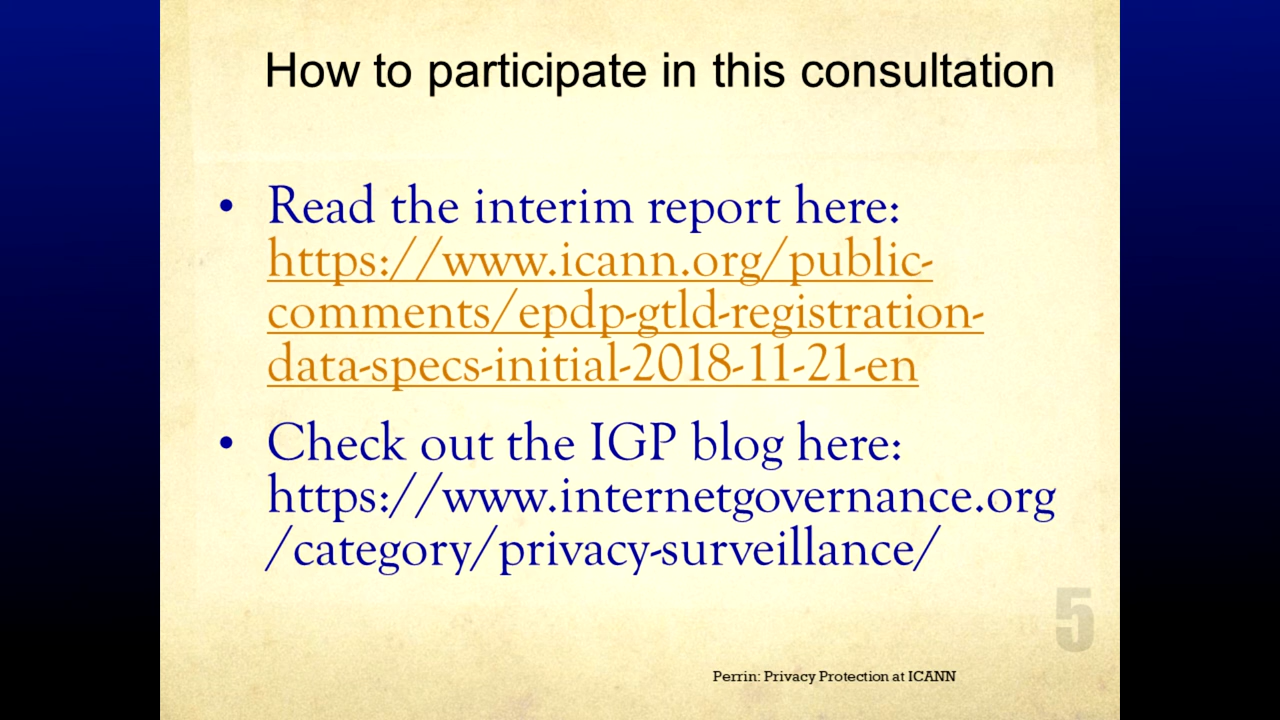 How to participate in this consultation
• Read the interim report here:
https://www.icann.org/public-
comments/epdp-gtld-registration-
data-specs-initial-2018-11-21-en
• Check out the IGP blog here:
https://www.internetgovernance.org
/category/privacy-surveillance/
5
Perrin: Privacy Protection at ICANN